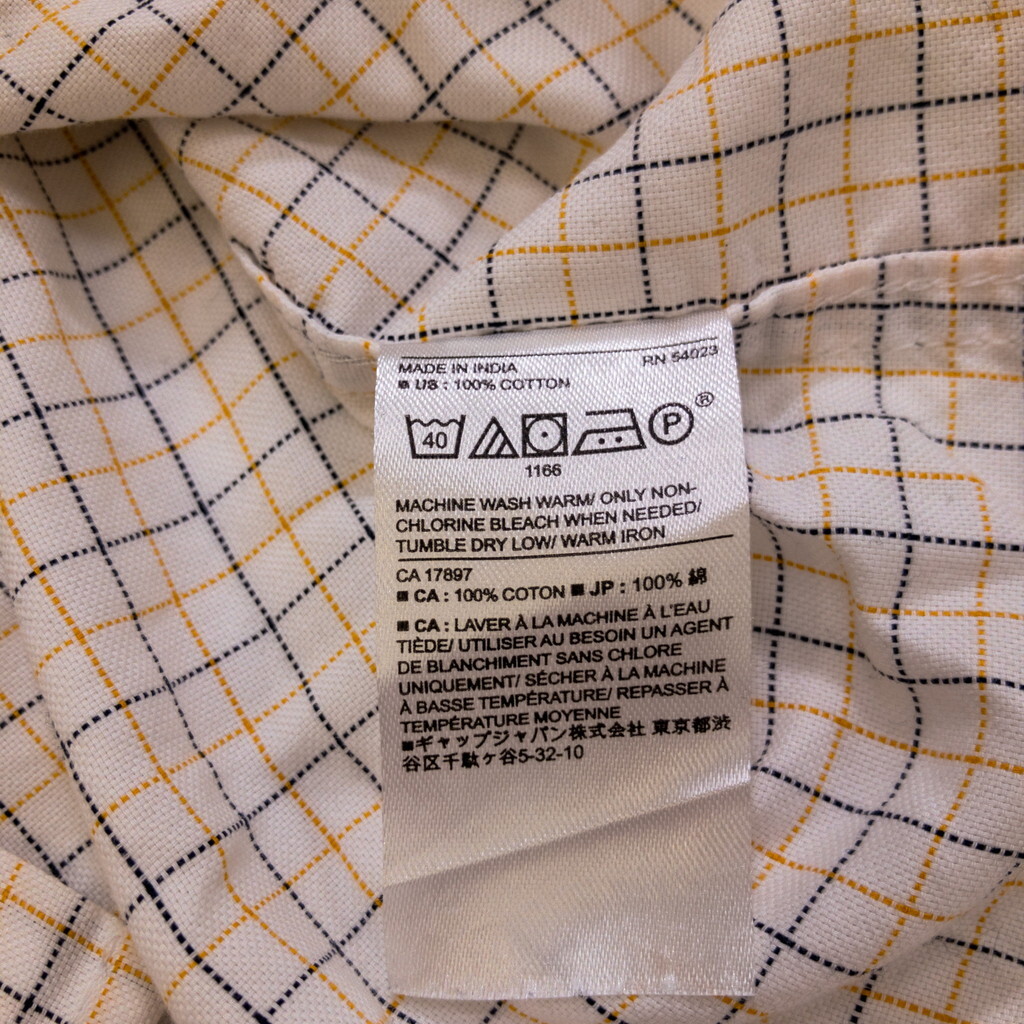 MADE IN INDIA RN 54023
■ US : 100% COTTON
40 P ®
1166
MACHINE WASH WARM/ ONLY NON-
CHLORINE BLEACH WHEN NEEDED/
TUMBLE DRY LOW/ WARM IRON
CA 17897
■ CA : 100% COTON ■ JP : 100% 綿
■ CA : LAVER À LA MACHINE À L'EAU
TIÈDE/ UTILISER AU BESOIN UN AGENT
DE BLANCHIMENT SANS CHLORE
UNIQUEMENT/ SÉCHER À LA MACHINE
À BASSE TEMPÉRATURE/ REPASSER À
TEMPÉRATURE MOYENNE
■ギャップジャパン株式会社 東京都渋
谷区千駄ヶ谷5-32-10